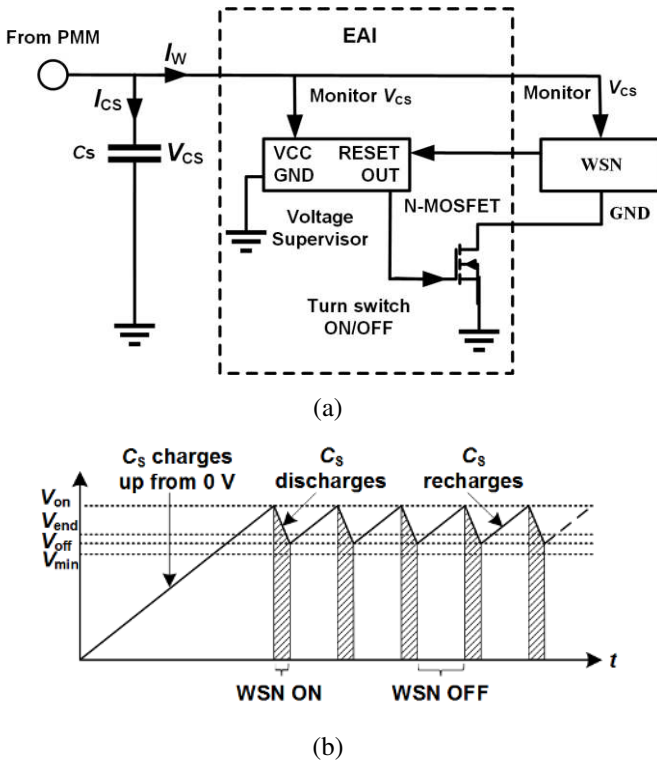 From PMM
EAI
I_W
I_CS
Monitor V_CS
Monitor
V_CS
Cs
V_CS
VCC RESET
GND OUT
WSN
N-MOSFET
GND
Voltage
Supervisor
Turn switch
ON/OFF
(a)
C_S charges
up from 0 V
C_S
discharges
C_S
recharges
V_on
V_end
V_off
V_min
t
WSN ON
WSN OFF
(b)